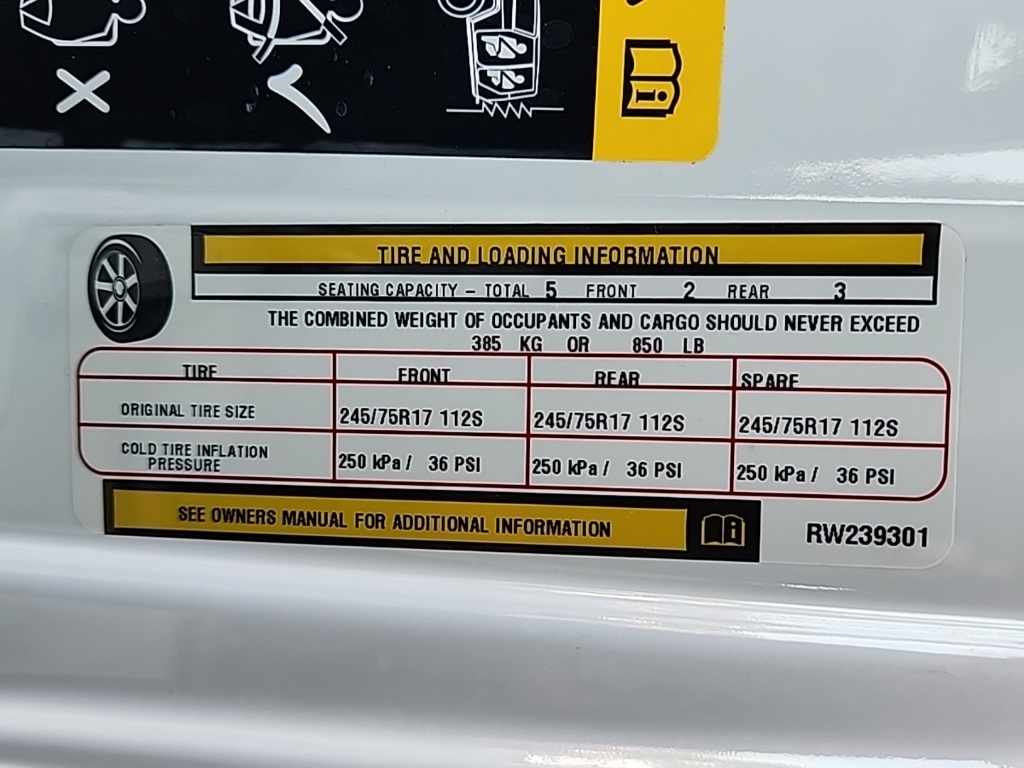 TIRE AND LOADING INFORMATION
SEATING CAPACITY – TOTAL 5 FRONT 2 REAR 3
THE COMBINED WEIGHT OF OCCUPANTS AND CARGO SHOULD NEVER EXCEED
385 KG OR 850 LB
TIRE FRONT REAR SPARE
ORIGINAL TIRE SIZE 245/75R17 112S 245/75R17 112S 245/75R17 112S
COLD TIRE INFLATION
PRESSURE 250 kPa / 36 PSI 250 kPa / 36 PSI 250 kPa / 36 PSI
SEE OWNERS MANUAL FOR ADDITIONAL INFORMATION
RW239301